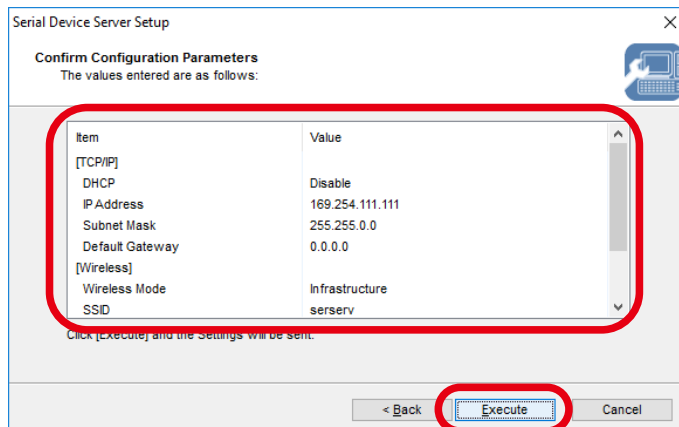 Serial Device Server Setup
Confirm Configuration Parameters
The values entered are as follows:
Item Value
[TCP/IP]
DHCP Disable
IP Address 169.254.111.111
Subnet Mask 255.255.0.0
Default Gateway 0.0.0.0
[Wireless]
Wireless Mode Infrastructure
SSID serserv
Click [Execute] and the Settings will be sent.
< Back Execute Cancel